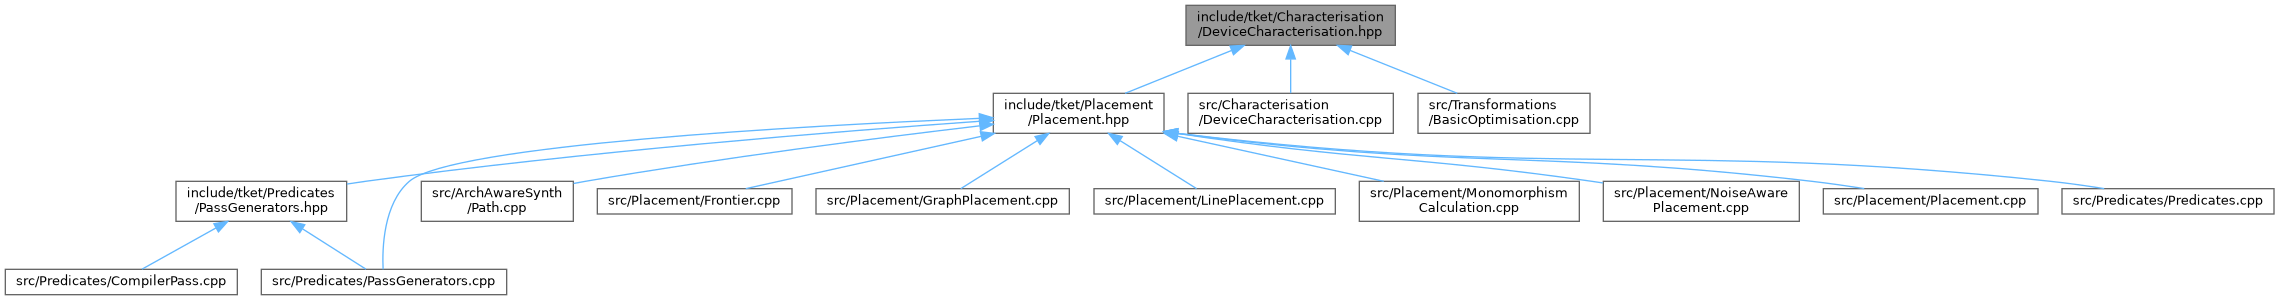 include/tket/Characterisation
/DeviceCharacterisation.hpp
include/tket/Placement
/Placement.hpp
src/Characterisation
/DeviceCharacterisation.cpp
src/Transformations
/BasicOptimisation.cpp
include/tket/Predicates
/PassGenerators.hpp
src/ArchAwareSynth
/Path.cpp
src/Placement/Frontier.cpp
src/Placement/GraphPlacement.cpp
src/Placement/LinePlacement.cpp
src/Placement/Monomorphism
Calculation.cpp
src/Placement/NoiseAware
Placement.cpp
src/Placement/Placement.cpp
src/Predicates/Predicates.cpp
src/Predicates/CompilerPass.cpp
src/Predicates/PassGenerators.cpp